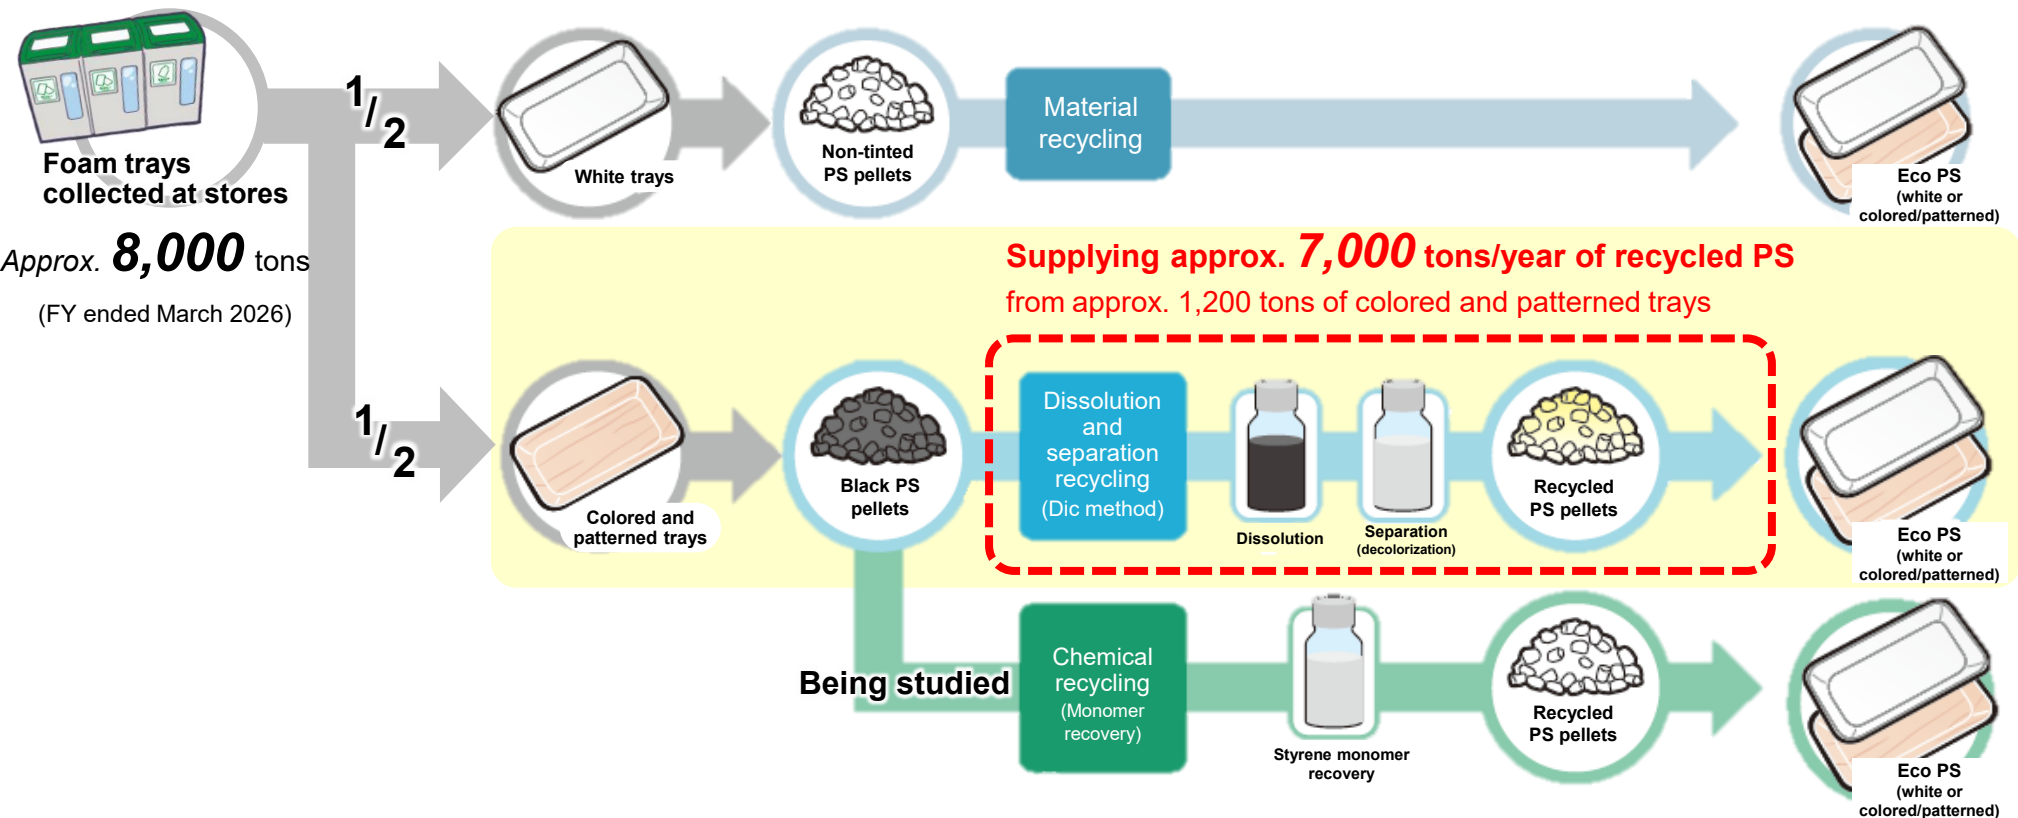 Foam trays
collected at stores
Approx. 8,000 tons
(FY ended March 2026)
1/2
White trays
Non-tinted
PS pellets
Material
recycling
Eco PS
(white or
colored/patterned)
Supplying approx. 7,000 tons/year of recycled PS
from approx. 1,200 tons of colored and patterned trays
1/2
Colored and
patterned trays
Black PS
pellets
Dissolution
and
separation
recycling
(Dic method)
Dissolution
Separation
(decolorization)
Recycled
PS pellets
Eco PS
(white or
colored/patterned)
Being studied
Chemical
recycling
(Monomer
recovery)
Styrene monomer
recovery
Recycled
PS pellets
Eco PS
(white or
colored/patterned)